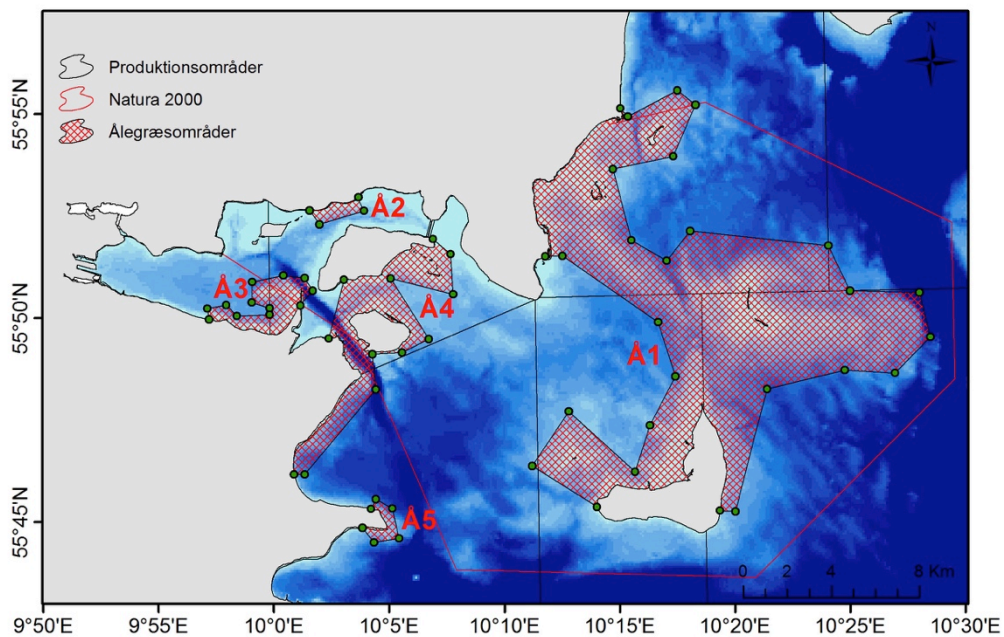 N
Produktionsområder
Natura 2000
Ålegræsområder
55°55'N
Å2
Å3
Å4
55°50'N
Å1
55°45'N
Å5
0 2 4 8 Km
9°50'E 9°55'E 10°0'E 10°5'E 10°10'E 10°15'E 10°20'E 10°25'E 10°30'E